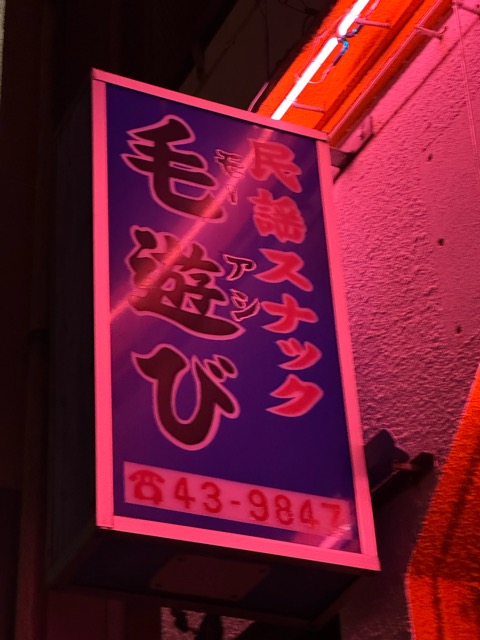 民謡スナック
モー
アシ
毛遊び
☎43-9847